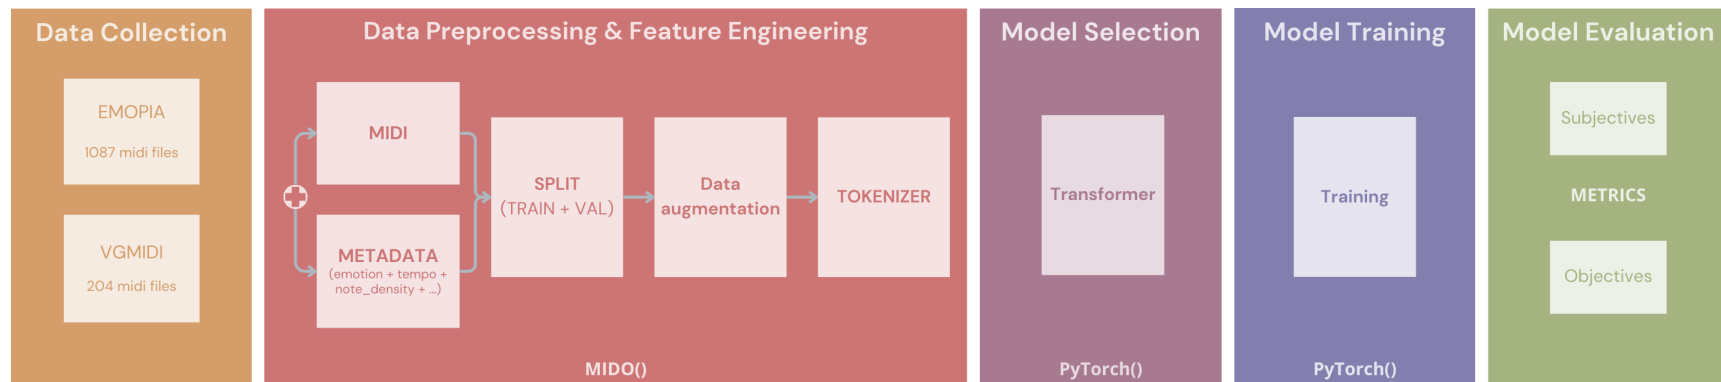 Data Collection
EMOPIA
1087 midi files
VGMIDI
204 midi files
Data Preprocessing & Feature Engineering
MIDI
METADATA
(emotion + tempo +
note_density + ...)
SPLIT
(TRAIN + VAL)
Data
augmentation
TOKENIZER
MIDO()
Model Selection
Transformer
PyTorch()
Model Training
Training
PyTorch()
Model Evaluation
Subjectives
METRICS
Objectives